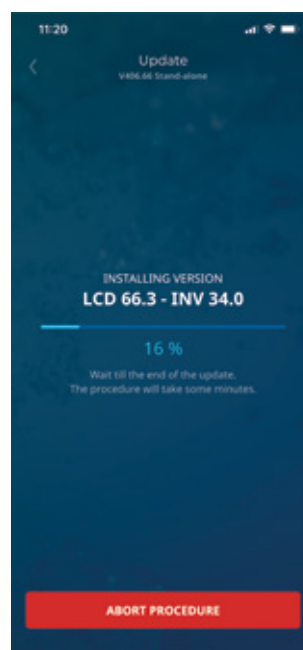 11:20
Update
V406.66 Stand-alone
INSTALLING VERSION
LCD 66.3 - INV 34.0
16 %
Wait till the end of the update.
The procedure will take some minutes.
ABORT PROCEDURE